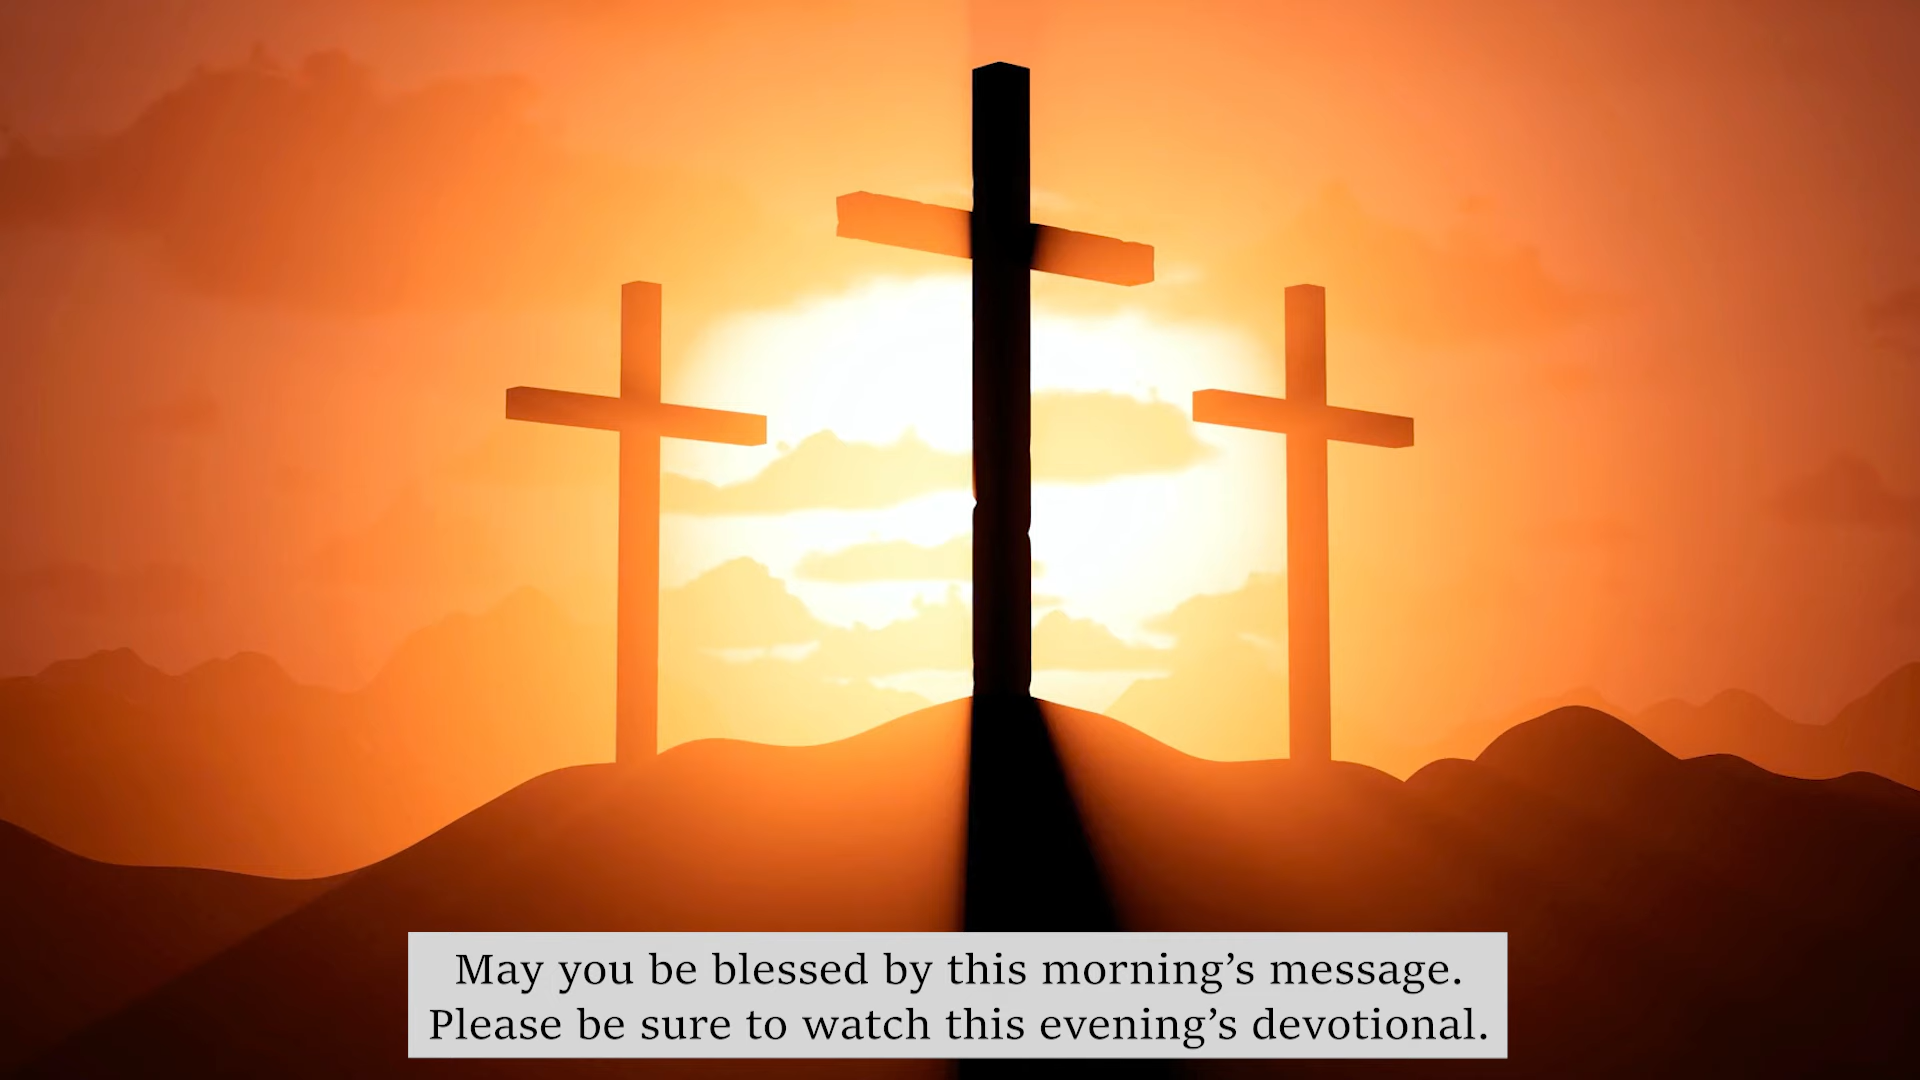 May you be blessed by this morning’s message.
Please be sure to watch this evening’s devotional.